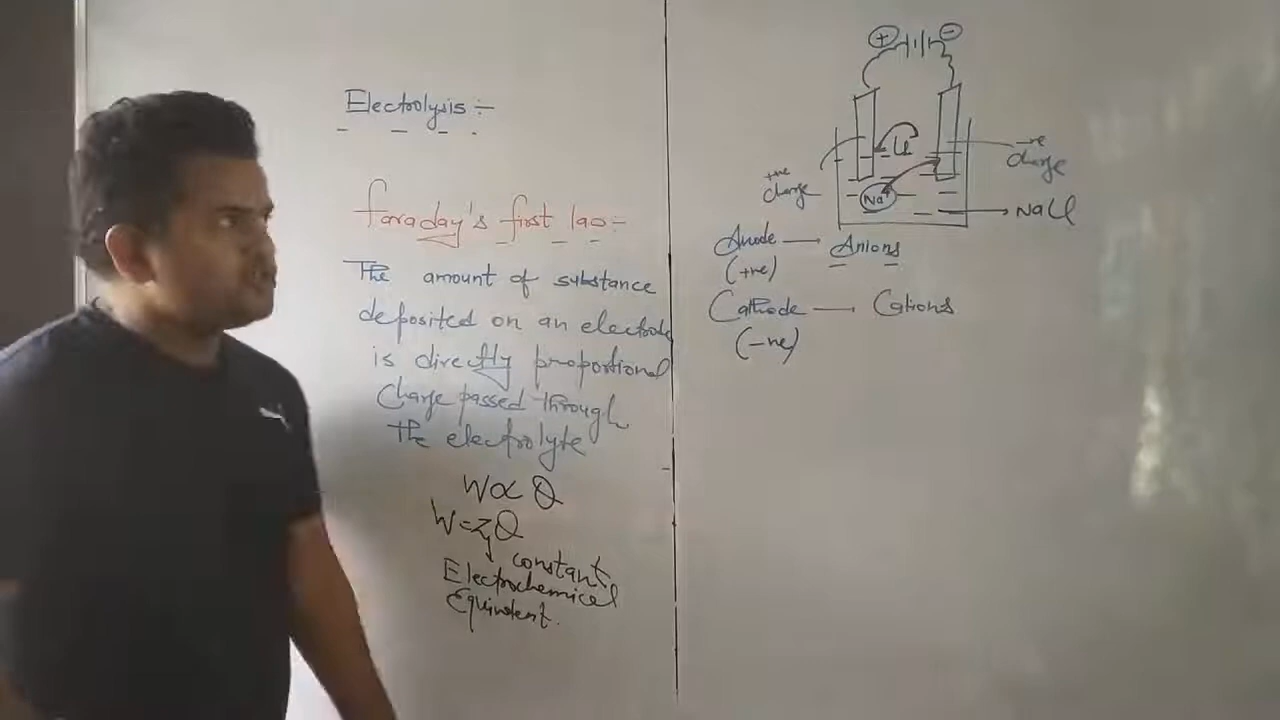 Electrolysis :-
Faraday's first lao :-
The amount of substance
deposited on an electrode
is directly proportional
Charge passed through
the electrolyte
W ∝ Q
W = ZQ
constant
Electrochemical
Equivalent.
+ -
Cl
-ve
charge
+ve
charge
Na+
NaCl
Anode — Anions
(+ve)
Cathode — Cations
(-ve)